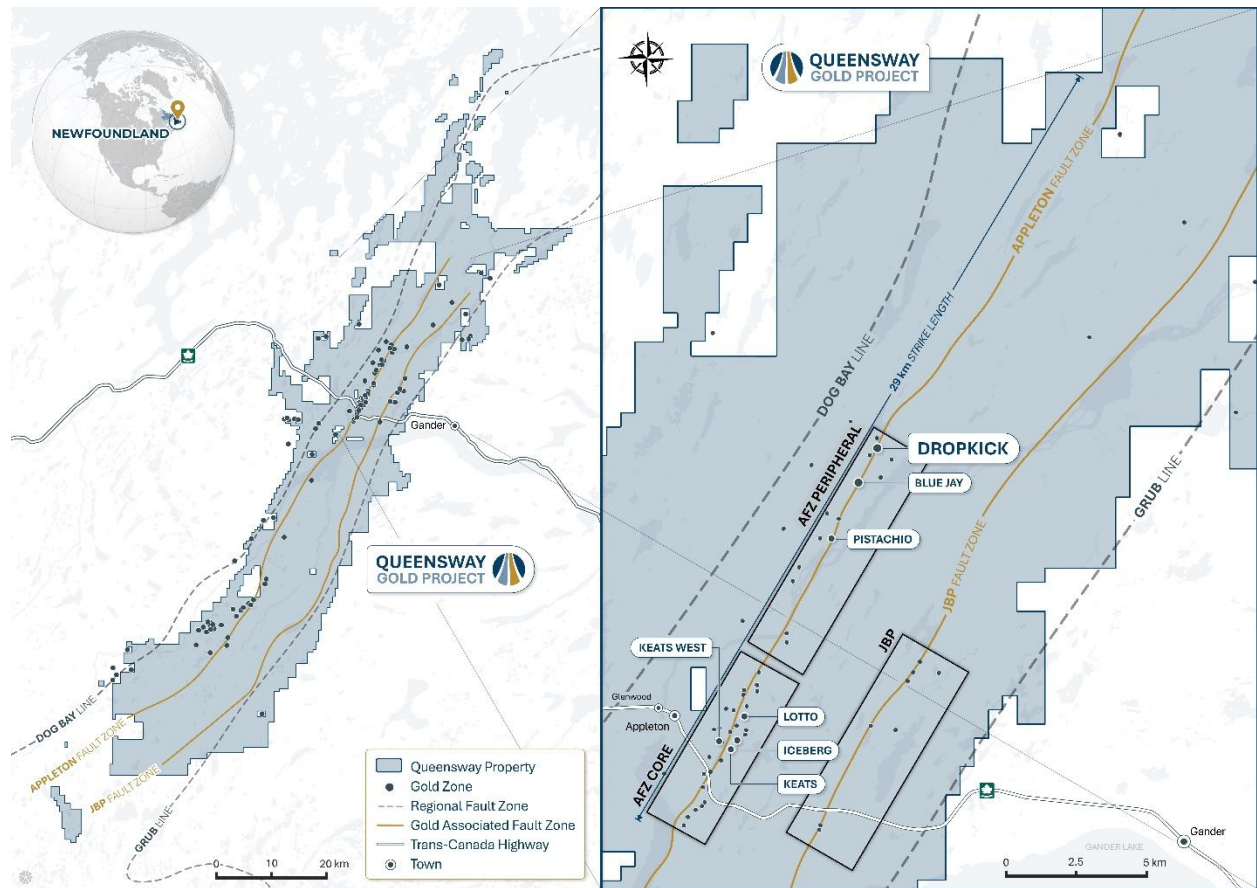 NEWFOUNDLAND
Gander
QUEENSWAY
GOLD PROJECT
DOG BAY LINE
APPLETON FAULT ZONE
JBP FAULT ZONE
GRUB LINE
Queensway Property
Gold Zone
Regional Fault Zone
Gold Associated Fault Zone
Trans-Canada Highway
Town
0 10 20 km
QUEENSWAY
GOLD PROJECT
APPLETON FAULT ZONE
29 km STRIKE LENGTH
DOG BAY LINE
AFZ PERIPHERAL
DROPKICK
BLUE JAY
PISTACHIO
GRUB LINE
JBP FAULT ZONE
JBP
KEATS WEST
Glenwood
Appleton
LOTTO
ICEBERG
KEATS
AFZ CORE
Gander
GANDER LAKE
0 2.5 5 km